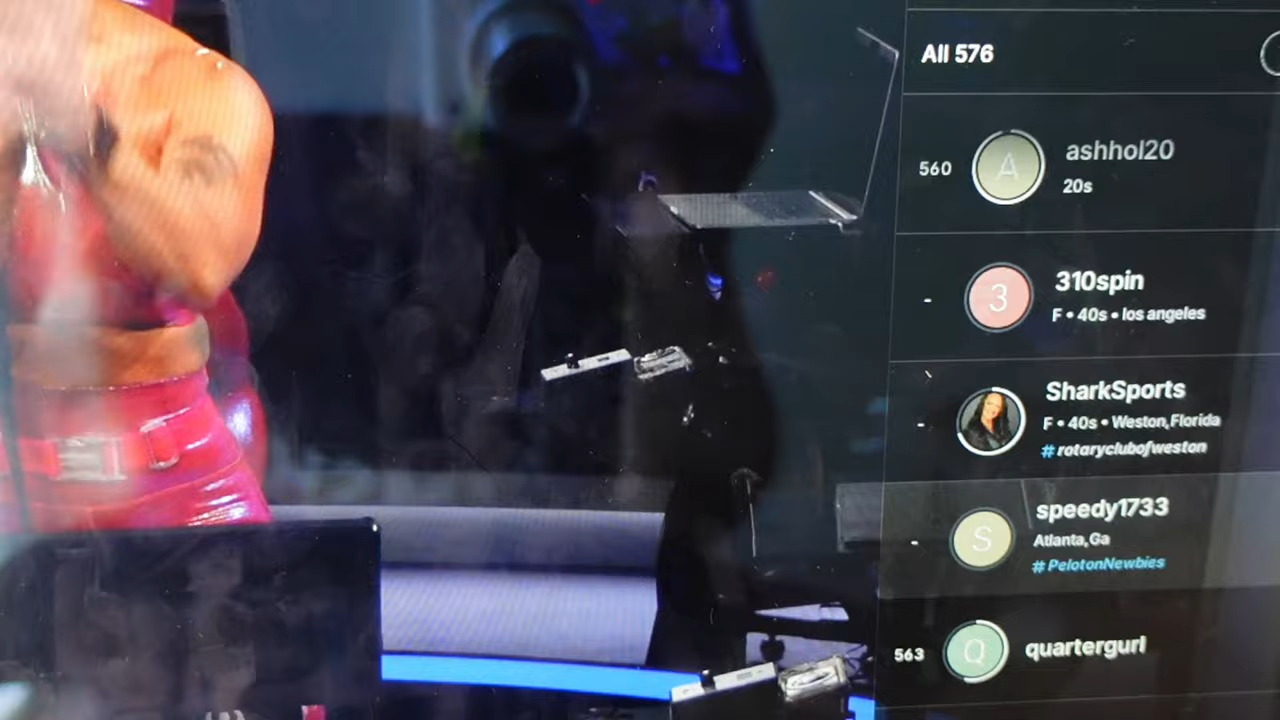 All 576
560
A
ashhol20
20s
-
3
310spin
F • 40s • los angeles
-
SharkSports
F • 40s • Weston,Florida
# rotaryclubofweston
-
S
speedy1733
Atlanta,Ga
# PelotonNewbies
563
Q
quartergurl